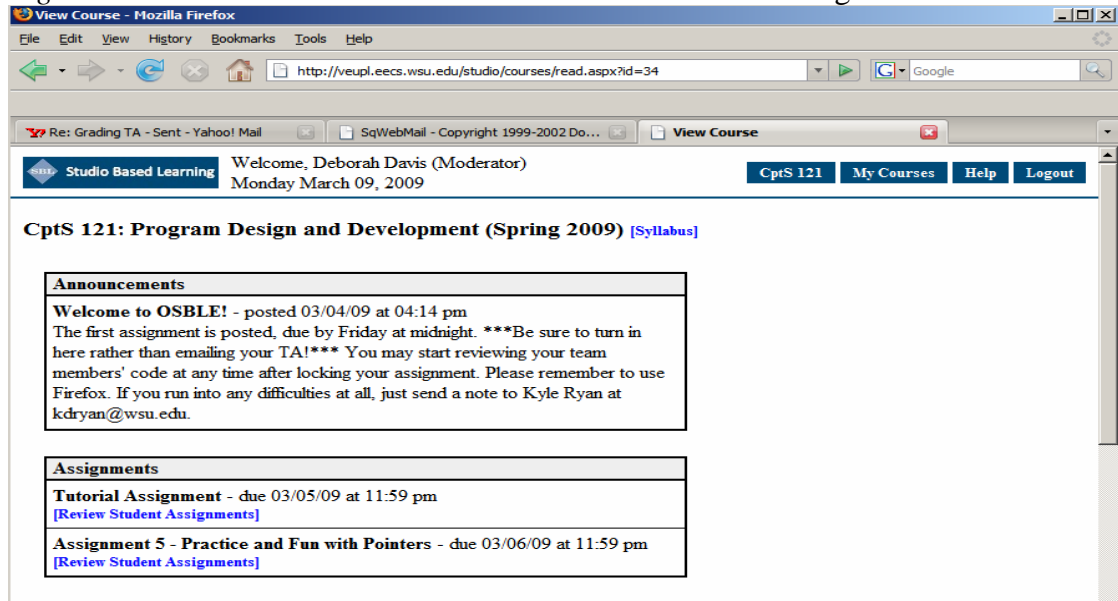 View Course - Mozilla Firefox
File Edit View History Bookmarks Tools Help
http://veupl.eecs.wsu.edu/studio/courses/read.aspx?id=34
G Google
Re: Grading TA - Sent - Yahoo! Mail
SqWebMail - Copyright 1999-2002 Do...
View Course
SBL Studio Based Learning
Welcome, Deborah Davis (Moderator)
Monday March 09, 2009
CptS 121 My Courses Help Logout
CptS 121: Program Design and Development (Spring 2009) [Syllabus]
Announcements
Welcome to OSBLE! - posted 03/04/09 at 04:14 pm
The first assignment is posted, due by Friday at midnight. ***Be sure to turn in
here rather than emailing your TA!*** You may start reviewing your team
members' code at any time after locking your assignment. Please remember to use
Firefox. If you run into any difficulties at all, just send a note to Kyle Ryan at
kdryan@wsu.edu.
Assignments
Tutorial Assignment - due 03/05/09 at 11:59 pm
[Review Student Assignments]
Assignment 5 - Practice and Fun with Pointers - due 03/06/09 at 11:59 pm
[Review Student Assignments]